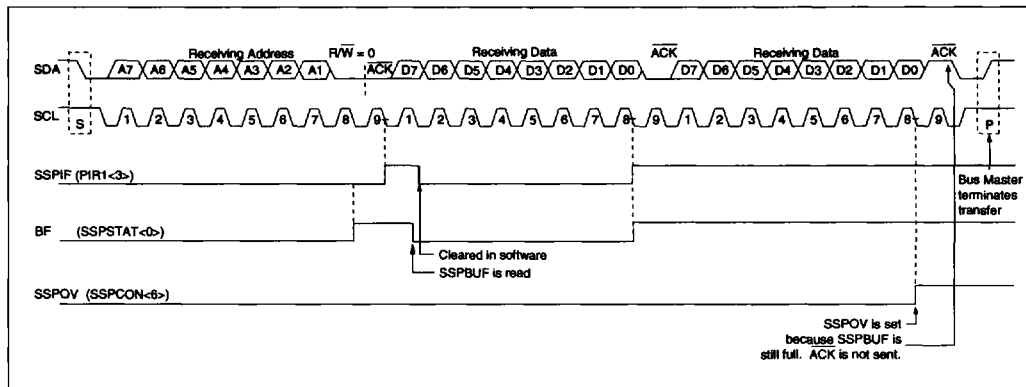 Receiving Address R/W = 0 Receiving Data ACK Receiving Data ACK
SDA A7 A6 A5 A4 A3 A2 A1 ACK D7 D6 D5 D4 D3 D2 D1 D0 D7 D6 D5 D4 D3 D2 D1 D0
SCL S 1 2 3 4 5 6 7 8 9 1 2 3 4 5 6 7 8 9 1 2 3 4 5 6 7 8 9 P
SSPIF (PIR1<3>)
Bus Master
terminates
transfer
BF (SSPSTAT<0>)
Cleared in software
SSPBUF is read
SSPOV (SSPCON<6>)
SSPOV is set
because SSPBUF is
still full. ACK is not sent.